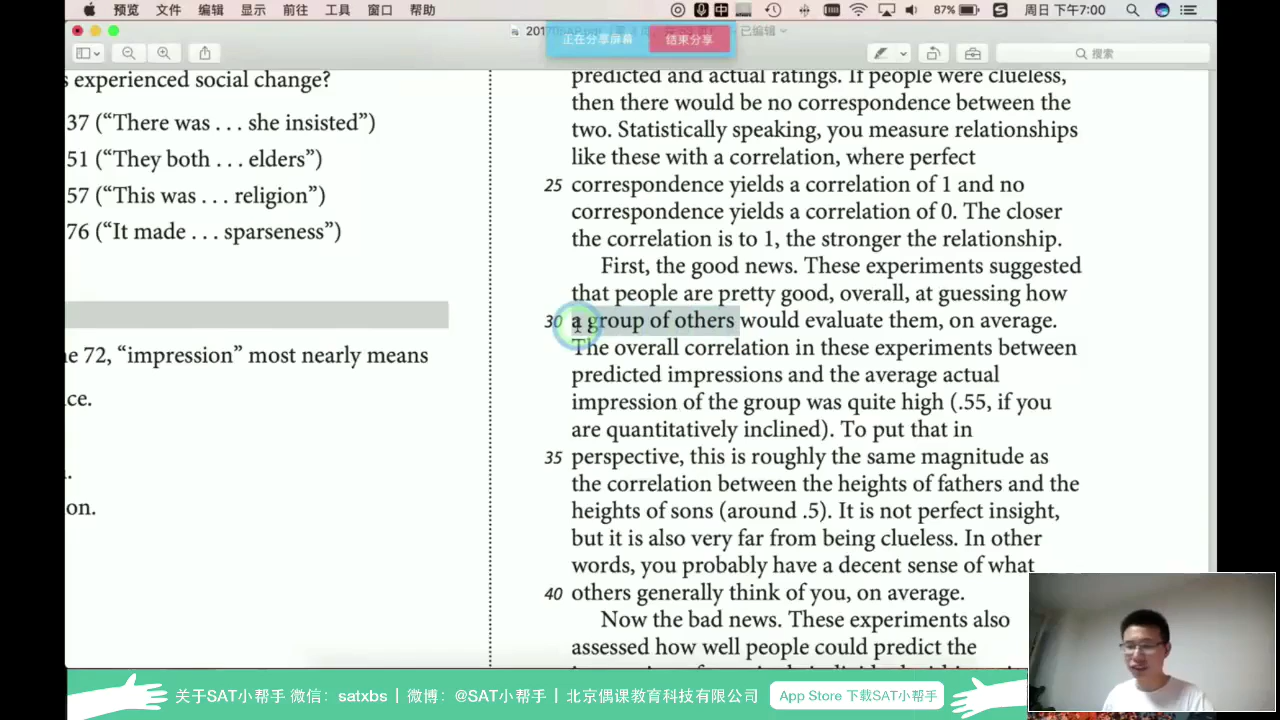 预览 文件 编辑 显示 前往 工具 窗口 帮助
中
87%
S
周日 下午7:00
正在分享屏幕
结束分享
已编辑
搜索
s experienced social change?
37 (“There was . . . she insisted”)
51 (“They both . . . elders”)
57 (“This was . . . religion”)
76 (“It made . . . sparseness”)
ne 72, “impression” most nearly means
ce.
on.
predicted and actual ratings. If people were clueless,
then there would be no correspondence between the
two. Statistically speaking, you measure relationships
like these with a correlation, where perfect
25 correspondence yields a correlation of 1 and no
correspondence yields a correlation of 0. The closer
the correlation is to 1, the stronger the relationship.
First, the good news. These experiments suggested
that people are pretty good, overall, at guessing how
30 a group of others would evaluate them, on average.
The overall correlation in these experiments between
predicted impressions and the average actual
impression of the group was quite high (.55, if you
are quantitatively inclined). To put that in
35 perspective, this is roughly the same magnitude as
the correlation between the heights of fathers and the
heights of sons (around .5). It is not perfect insight,
but it is also very far from being clueless. In other
words, you probably have a decent sense of what
40 others generally think of you, on average.
Now the bad news. These experiments also
assessed how well people could predict the
关于SAT小帮手 微信：satxbs | 微博：@SAT小帮手 | 北京偶课教育科技有限公司
App Store 下载SAT小帮手